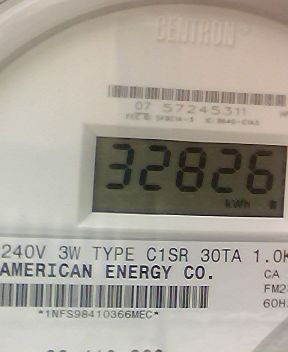 CENTRON
07 57245311
32826
kWh
240V 3W TYPE C1SR 30TA 1.0K
AMERICAN ENERGY CO.
CA
FM2
60H
*1NFS98410366MEC*